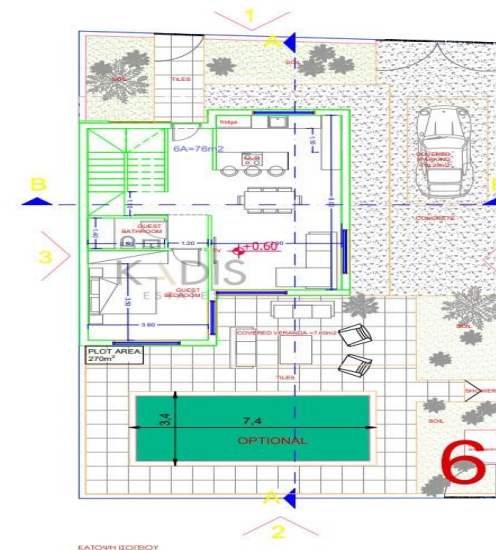 1
A
SOIL
TILES
SOIL
fridge
6A=76m2
COVERED
PARKING
B
CONCRETE
GUEST
BATHROOM
1.20
+0.60
3
KADIS
GUEST
BEDROOM
3.60
COVERED VERANDA =7.60m2
SOIL
PLOT AREA:
270m²
TILES
SHOWER
3,4
7,4
OPTIONAL
SOIL
6
A
2
ΚΑΤΟΨΗ ΙΣΟΓΕΙΟΥ